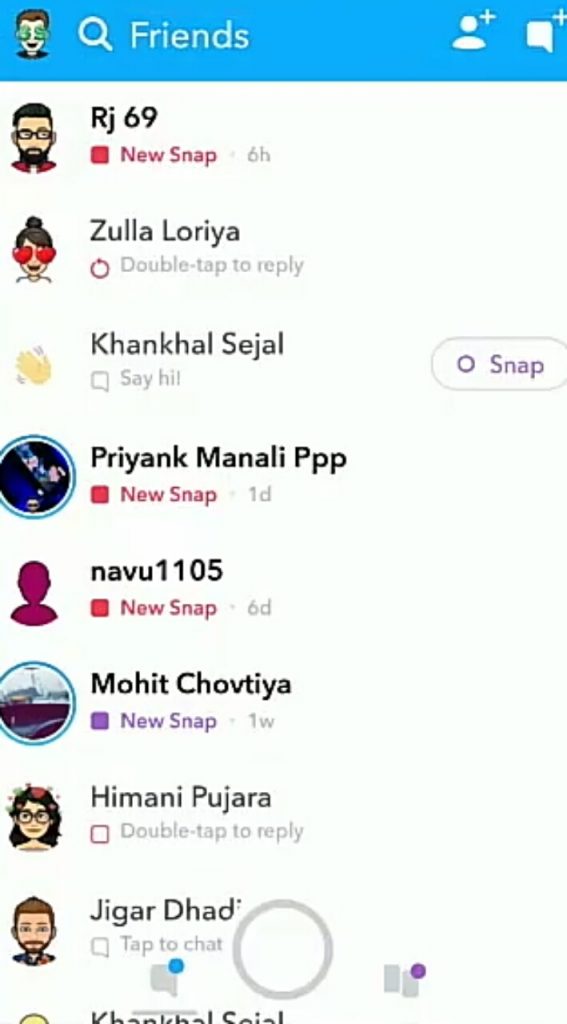 Friends
Rj 69
New Snap · 6h
Zulla Loriya
Double-tap to reply
Khankhal Sejal
Say hi!
Snap
Priyank Manali Ppp
New Snap · 1d
navu1105
New Snap · 6d
Mohit Chovtiya
New Snap · 1w
Himani Pujara
Double-tap to reply
Jigar
Tap to chat
Khankhal Sejal